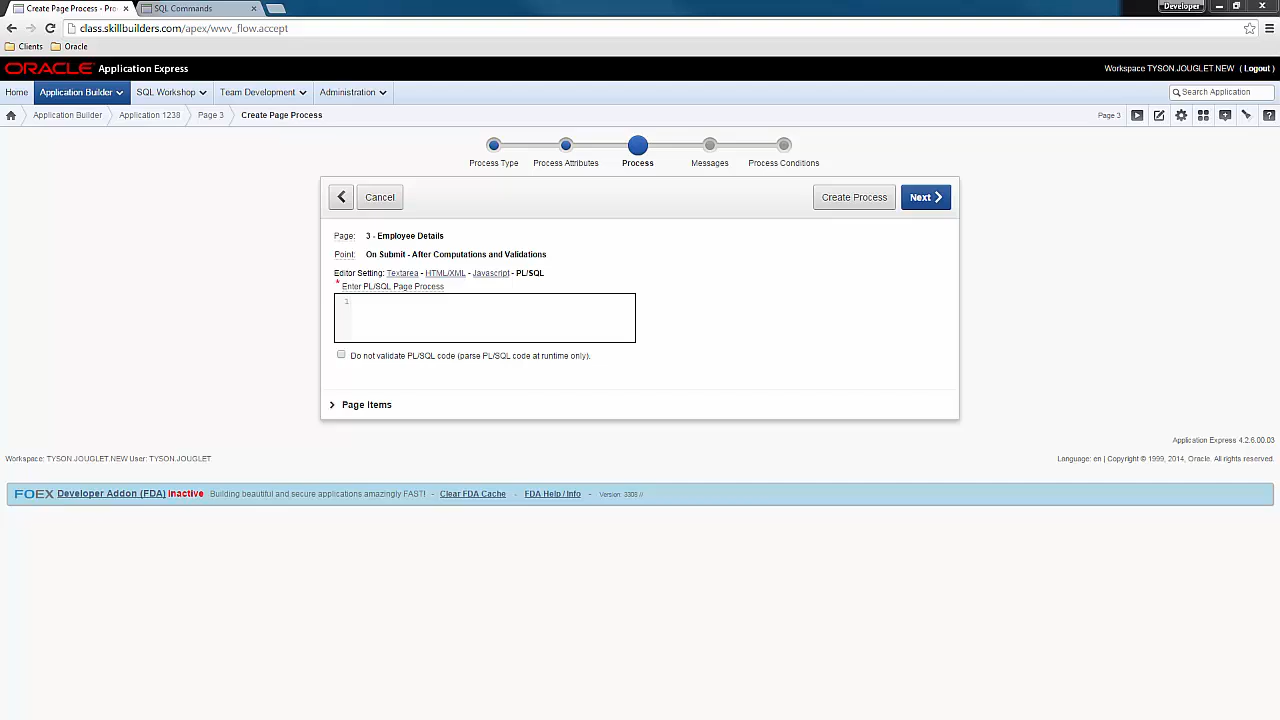 Create Page Process - Pro
SQL Commands
Developer
class.skillbuilders.com/apex/wwv_flow.accept
Clients Oracle
ORACLE Application Express
Workspace TYSON.JOUGLET.NEW ( Logout )
Home Application Builder SQL Workshop Team Development Administration Search Application
Application Builder Application 1238 Page 3 Create Page Process Page 3
Process Type Process Attributes Process Messages Process Conditions
Cancel Create Process Next
Page: 3 - Employee Details
Point: On Submit - After Computations and Validations
Editor Setting: Textarea - HTML/XML - Javascript - PL/SQL
* Enter PL/SQL Page Process
1
Do not validate PL/SQL code (parse PL/SQL code at runtime only).
Page Items
Application Express 4.2.6.00.03
Workspace: TYSON.JOUGLET.NEW User: TYSON.JOUGLET
Language: en | Copyright © 1999, 2014, Oracle. All rights reserved.
FOEX Developer Addon (FDA) Inactive Building beautiful and secure applications amazingly FAST! - Clear FDA Cache - FDA Help / Info - Version: 3308 //